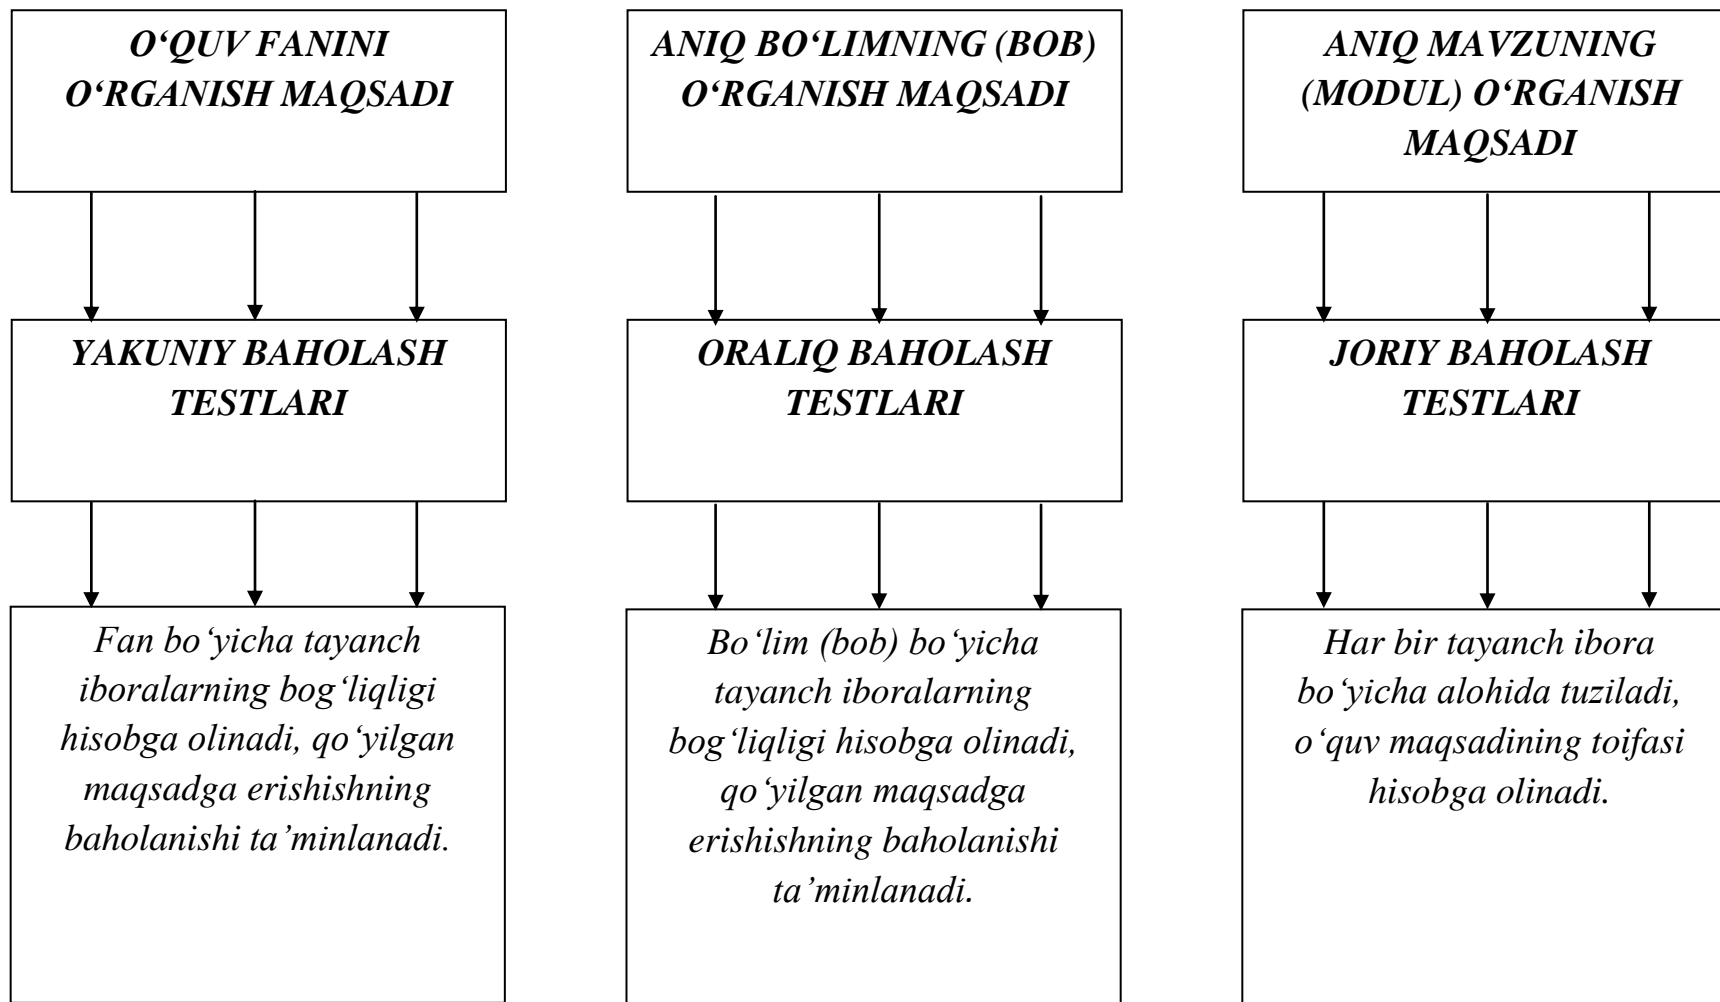 O‘QUV FANINI
O‘RGANISH MAQSADI
ANIQ BO‘LIMNING (BOB)
O‘RGANISH MAQSADI
ANIQ MAVZUNING
(MODUL) O‘RGANISH
MAQSADI
YAKUNIY BAHOLASH
TESTLARI
ORALIQ BAHOLASH
TESTLARI
JORIY BAHOLASH
TESTLARI
Fan bo‘yicha tayanch
iboralarning bog‘liqligi
hisobga olinadi, qo‘yilgan
maqsadga erishishning
baholanishi ta’minlanadi.
Bo‘lim (bob) bo‘yicha
tayanch iboralarning
bog‘liqligi hisobga olinadi,
qo‘yilgan maqsadga
erishishning baholanishi
ta’minlanadi.
Har bir tayanch ibora
bo‘yicha alohida tuziladi,
o‘quv maqsadining toifasi
hisobga olinadi.